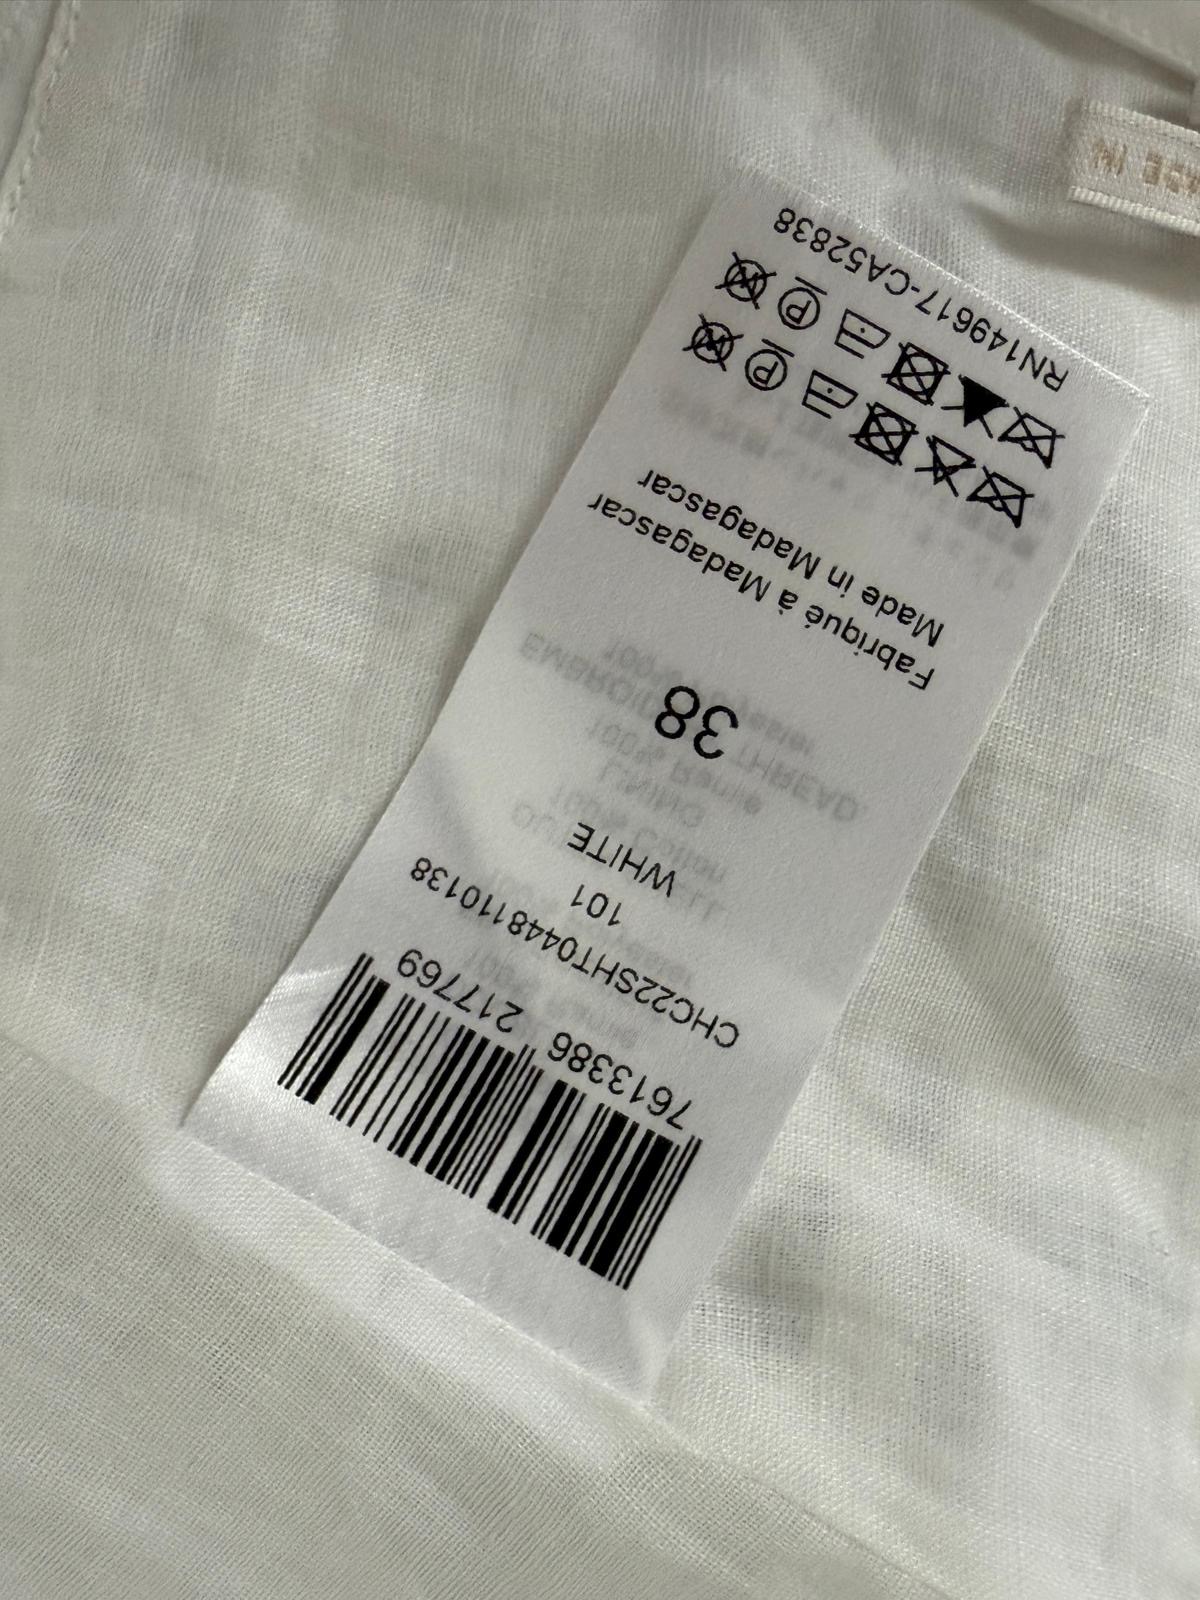 RN149617-CA52838
Made in Madagascar
Fabriqué à Madagascar
38
WHITE
101
CHC22SHT0448110138
7613386 217769